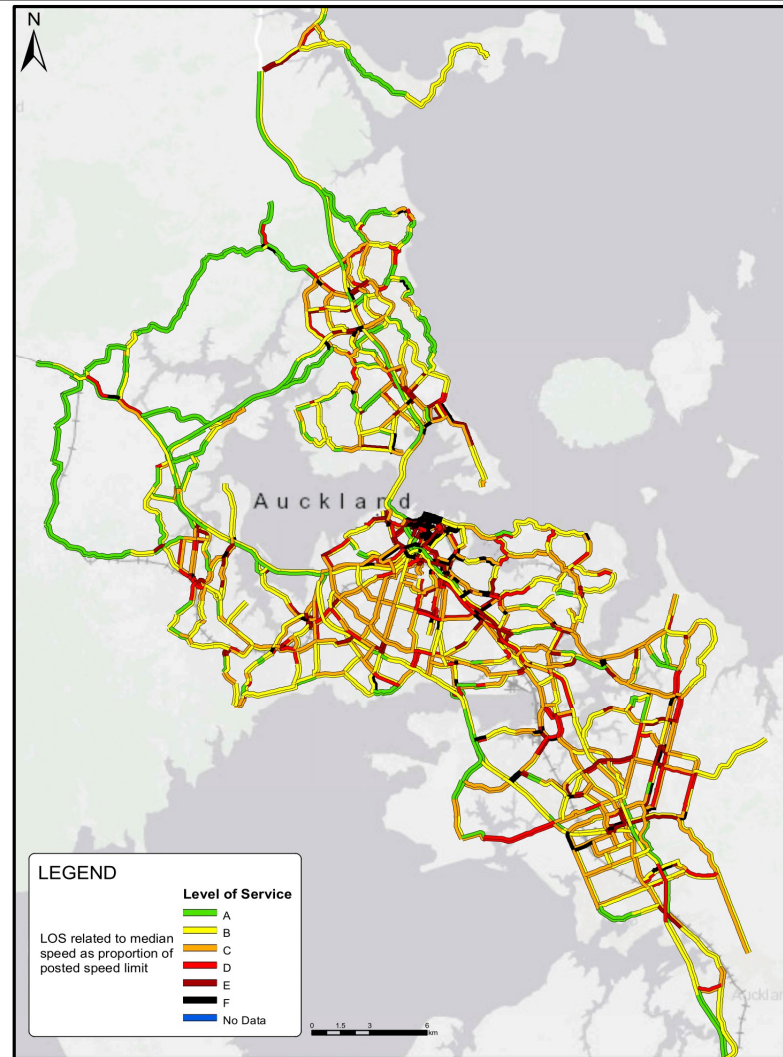 N
Auckland
LEGEND
Level of Service
LOS related to median
speed as proportion of
posted speed limit
A
B
C
D
E
F
No Data
0 1.5 3 6
km